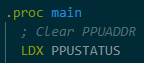 .proc main
; Clear PPUADDR
LDX PPUSTATUS